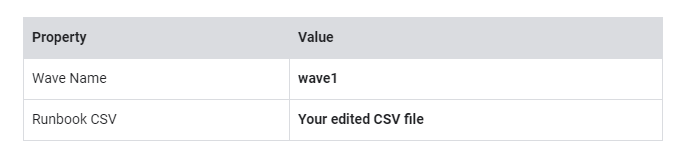 Property Value
Wave Name wave1
Runbook CSV Your edited CSV file